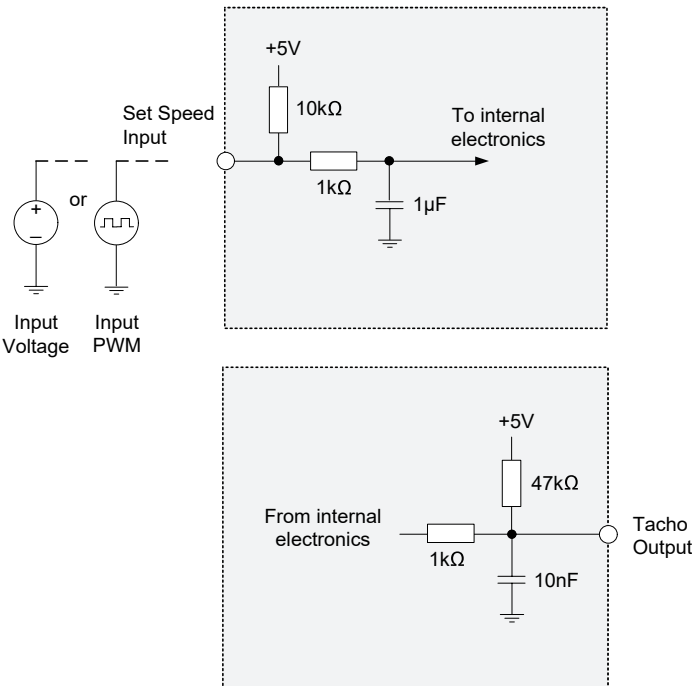 +5V
10kΩ
Set Speed
Input
To internal
electronics
1kΩ
1µF
or
+
–
Input
Voltage
Input
PWM
+5V
47kΩ
From internal
electronics
1kΩ
10nF
Tacho
Output